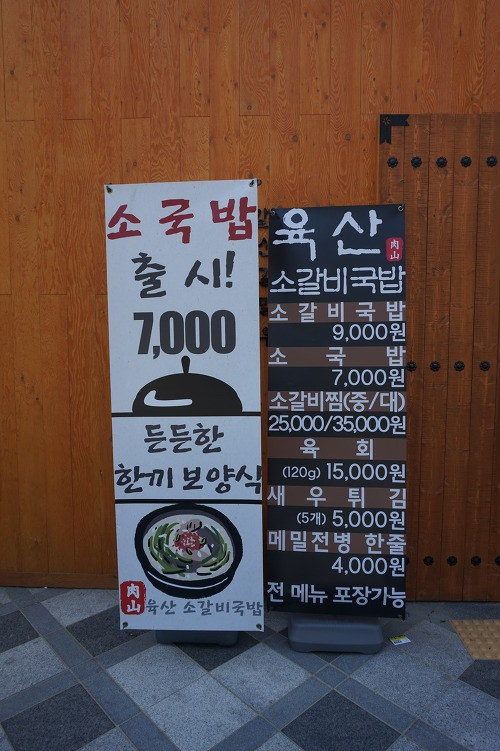 소국밥
출시!
7,000
든든한
한끼 보양식
肉山
육산 소갈비국밥
육산
肉山
소갈비국밥
소갈비국밥
9,000원
소국밥
7,000원
소갈비찜(중/대)
25,000/35,000원
육회
(120g) 15,000원
새우튀김
(5개) 5,000원
메밀전병 한줄
4,000원
전 메뉴 포장가능